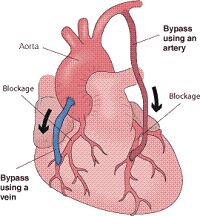 Aorta
Bypass
using an
artery
Blockage
Blockage
Bypass
using a
vein